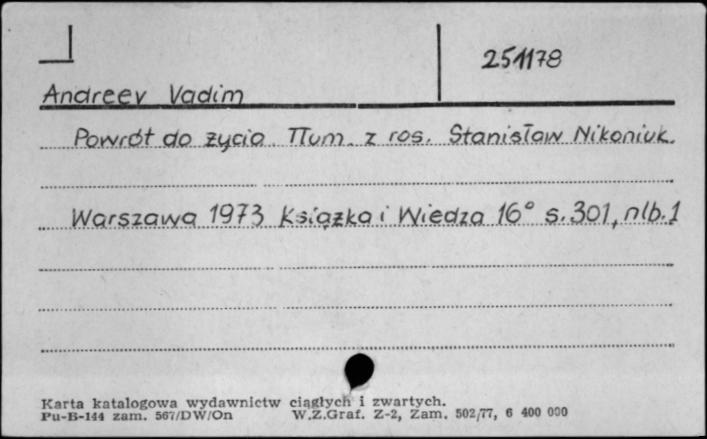 251178
Andreev Vadim
Powrót do życia. Tłum. z ros. Stanisław Nikoniuk.
Warszawa 1973 Książka i Wiedza 16° s. 301, nlb. 1
Karta katalogowa wydawnictw ciągłych i zwartych.
Pu-B-144 zam. 567/DW/On W.Z.Graf. Z-2, Zam. 502/77, 6 400 000